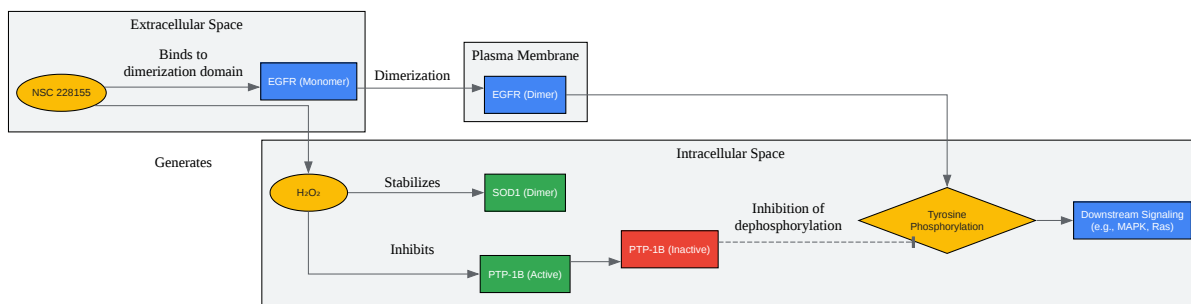 Extracellular Space
Binds to
dimerization domain
NSC 228155
EGFR (Monomer)
Dimerization
Plasma Membrane
EGFR (Dimer)
Generates
Intracellular Space
H₂O₂
Stabilizes
SOD1 (Dimer)
Inhibits
PTP-1B (Active)
PTP-1B (Inactive)
Inhibition of
dephosphorylation
Tyrosine
Phosphorylation
Downstream Signaling
(e.g., MAPK, Ras)